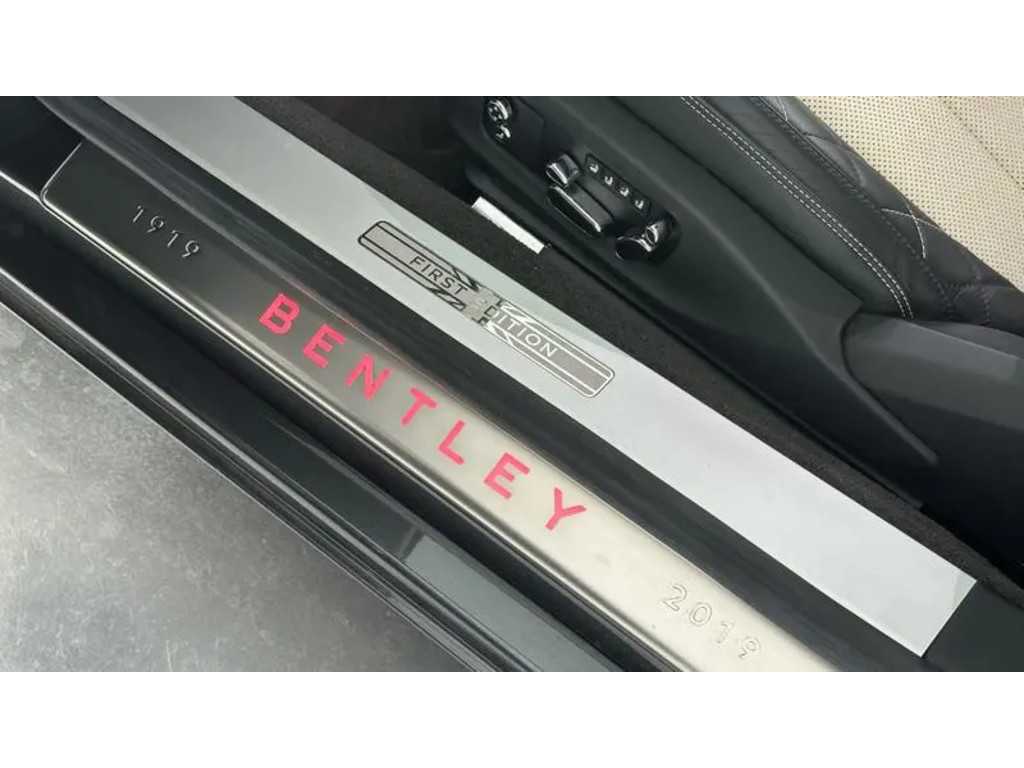 1919
BENTLEY
2019
FIRST EDITION